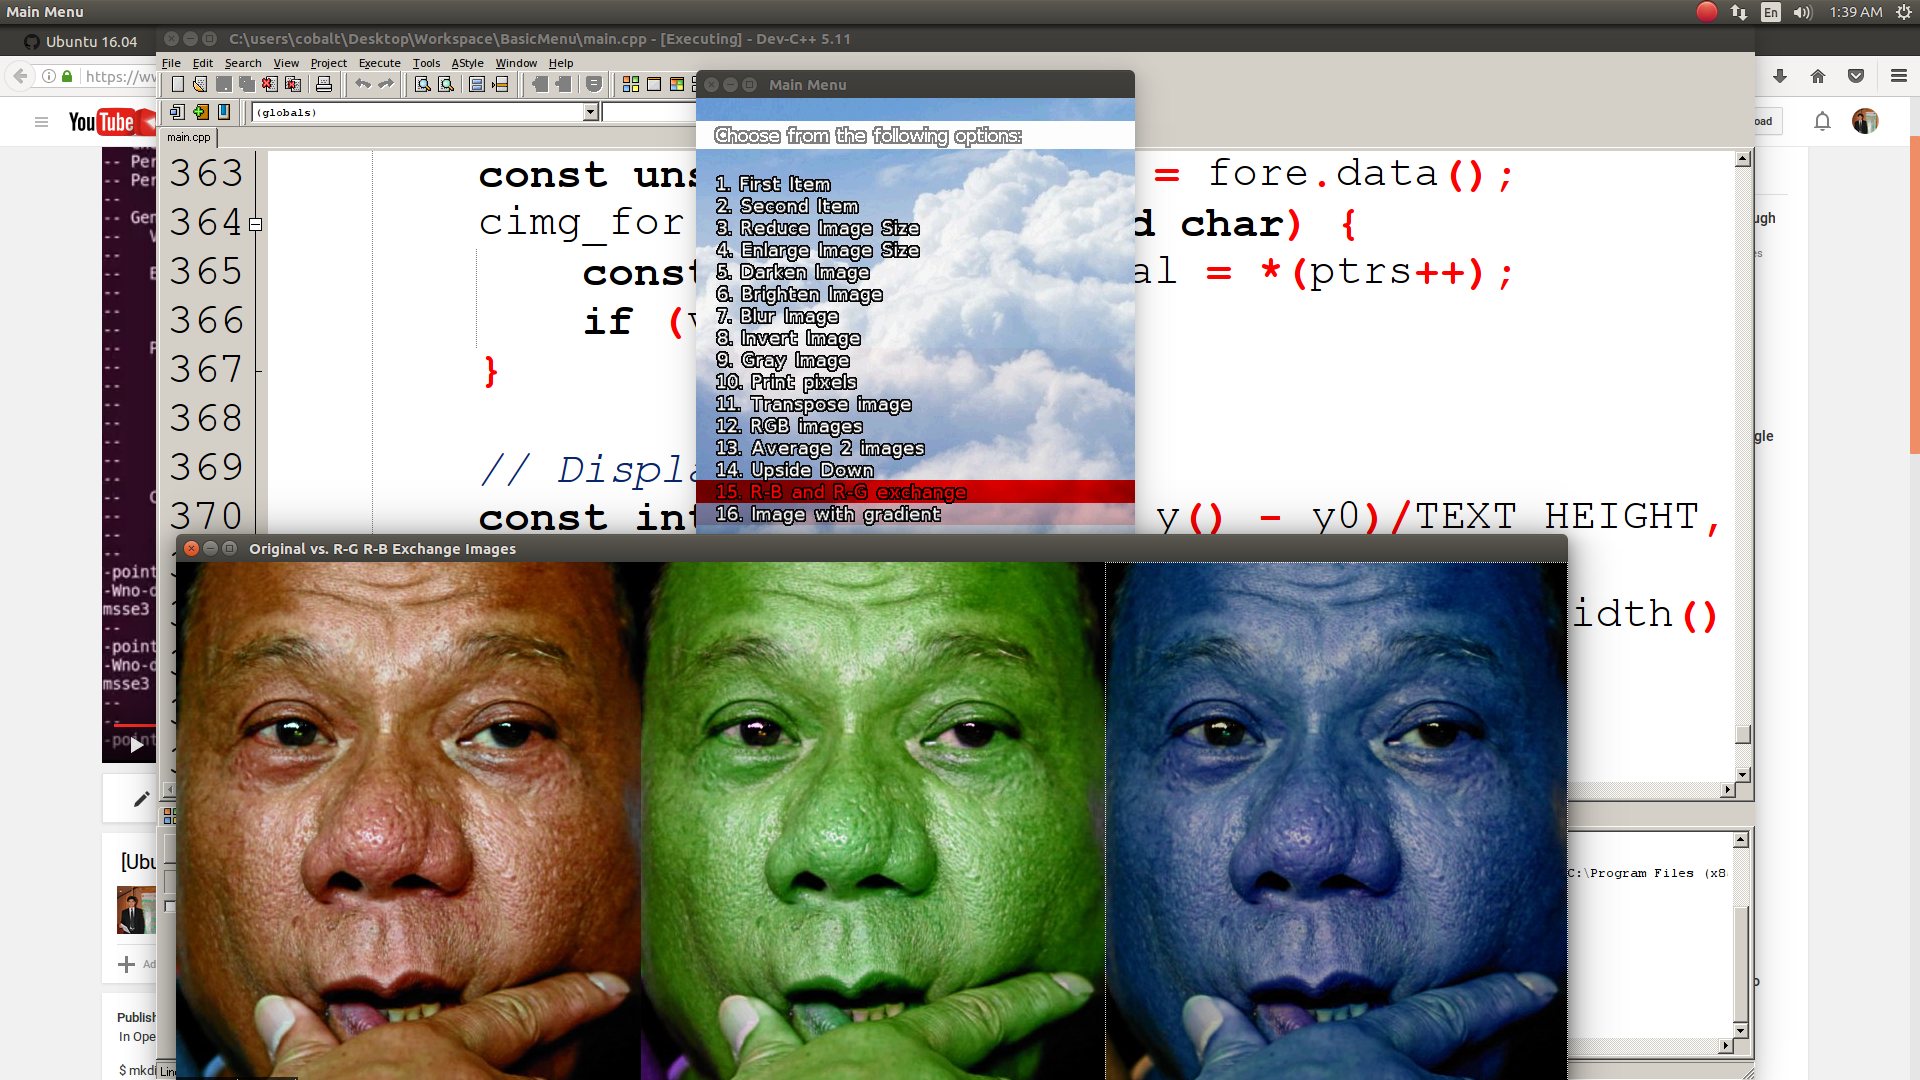 Main Menu
En
1:39 AM
Ubuntu 16.04
C:\users\cobalt\Desktop\Workspace\BasicMenu\main.cpp - [Executing] - Dev-C++ 5.11
File Edit Search View Project Execute Tools AStyle Window Help
https://w
(globals)
main.cpp
YouTube
oad
Main Menu
Choose from the following options:
1. First Item
2. Second Item
3. Reduce Image Size
4. Enlarge Image Size
5. Darken Image
6. Brighten Image
7. Blur Image
8. Invert Image
9. Gray Image
10. Print pixels
11. Transpose image
12. RGB images
13. Average 2 images
14. Upside Down
15. R-B and R-G exchange
16. Image with gradient
363 const uns = fore.data();
364 cimg_for d char) {
365 const al = *(ptrs++);
366 if (
367 }
368
369 // Displa
370 const int y() - y0)/TEXT_HEIGHT,
idth()
-- Per
-- Per
--
-- Gen
--
-point
-Wno-
msse3
--
-point
-Wno-
msse3
--
-point
ugh
es
gle
Original vs. R-G R-B Exchange Images
C:\Program Files (x8
[Ubu
Ad
Publish
In Ope
$ mkdi
Line